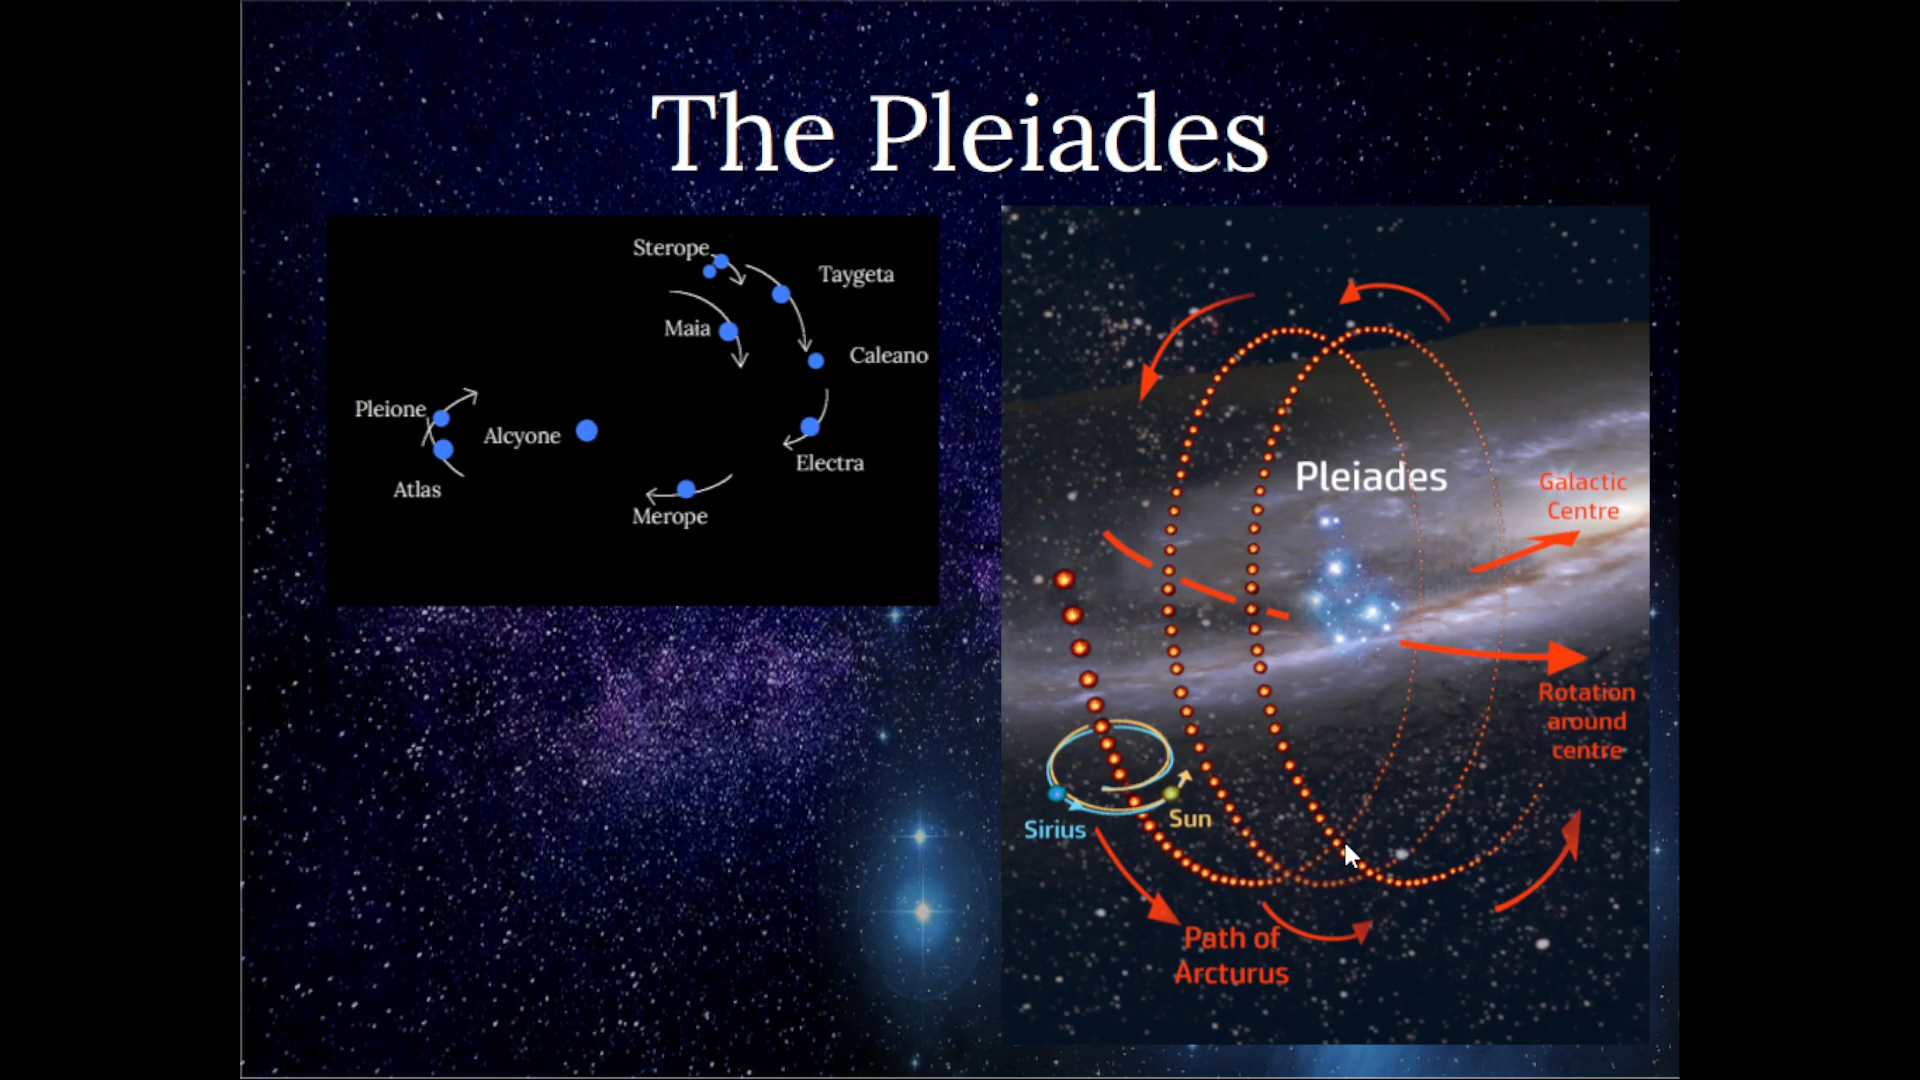 The Pleiades
Sterope
Taygeta
Maia
Caleano
Pleione
Alcyone
Electra
Atlas
Merope
Pleiades
Galactic
Centre
Rotation
around
centre
Sirius
Sun
Path of
Arcturus